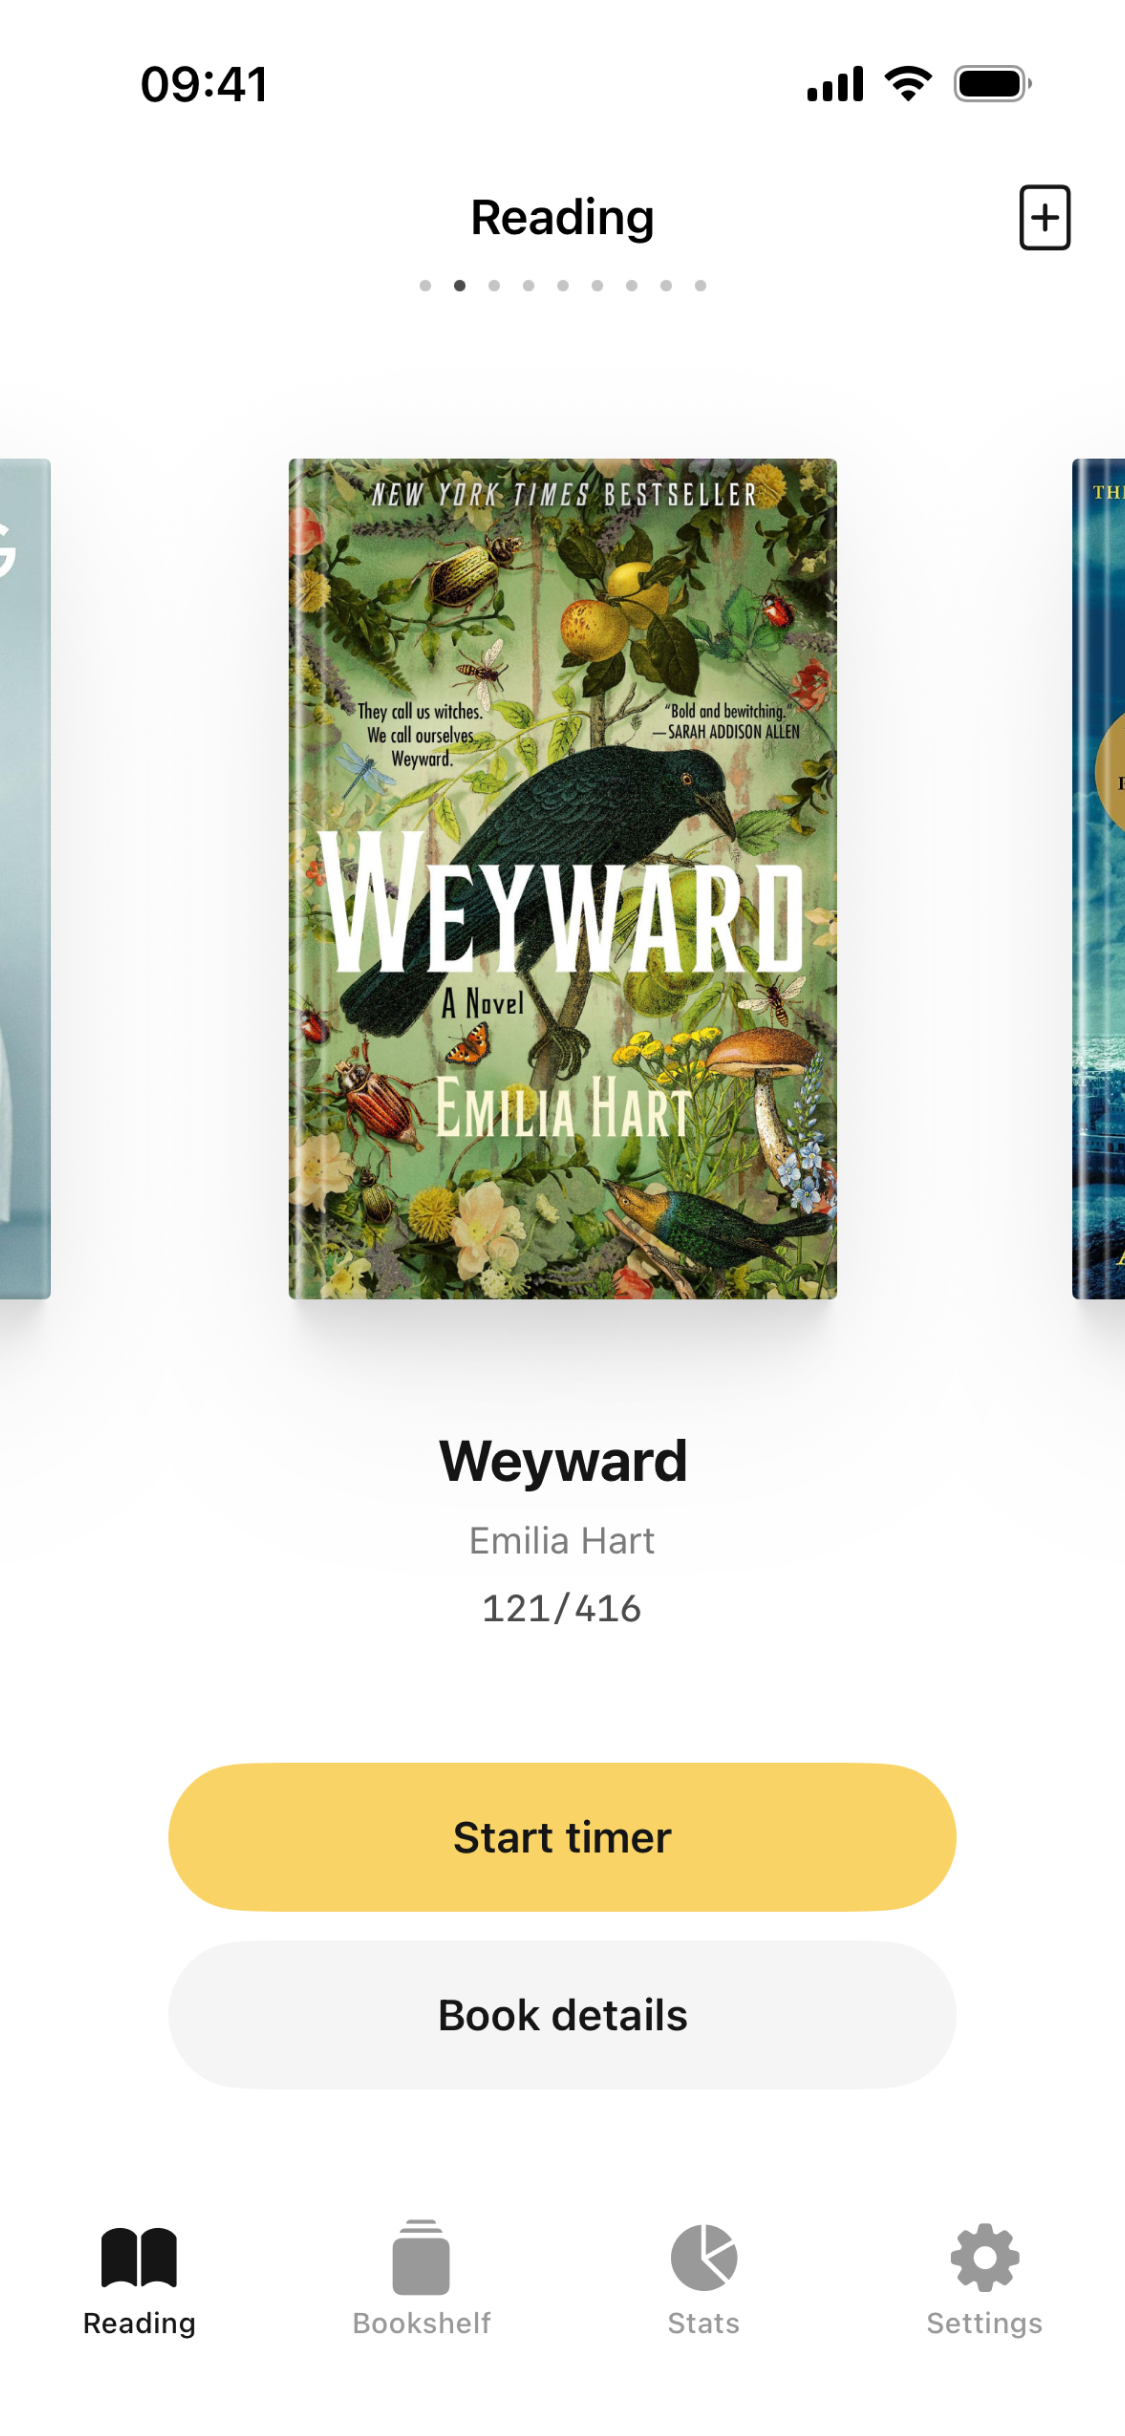 09:41
Reading
NEW YORK TIMES BESTSELLER
They call us witches.
We call ourselves
Weyward.
“Bold and bewitching.”
—SARAH ADDISON ALLEN
WEYWARD
A Novel
EMILIA HART
Weyward
Emilia Hart
121/416
Start timer
Book details
Reading
Bookshelf
Stats
Settings